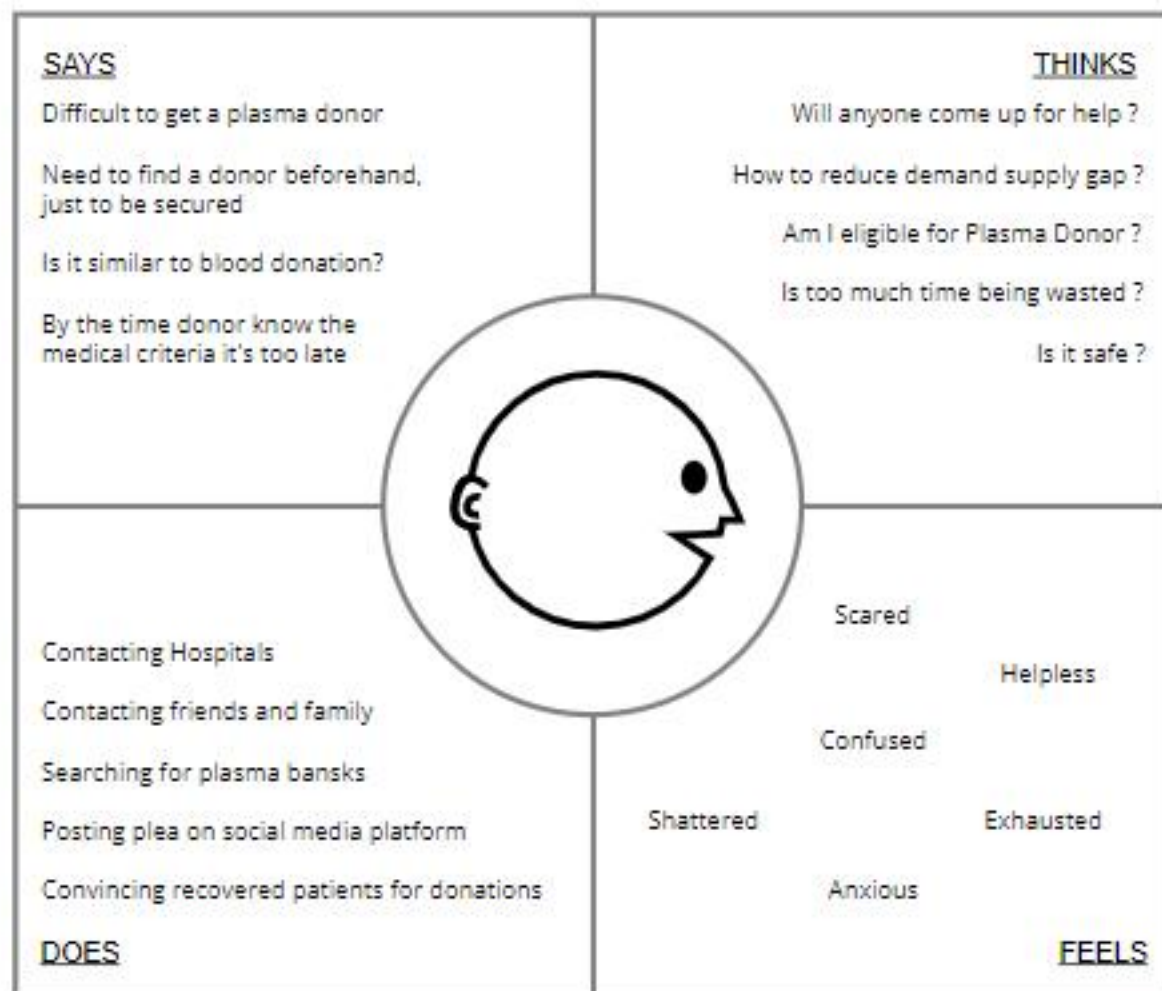 SAYS
Difficult to get a plasma donor
Need to find a donor beforehand,
just to be secured
Is it similar to blood donation?
By the time donor know the
medical criteria it's too late
THINKS
Will anyone come up for help ?
How to reduce demand supply gap ?
Am I eligible for Plasma Donor ?
Is too much time being wasted ?
Is it safe ?
Contacting Hospitals
Contacting friends and family
Searching for plasma bansks
Posting plea on social media platform
Convincing recovered patients for donations
DOES
Scared
Helpless
Confused
Shattered
Exhausted
Anxious
FEELS